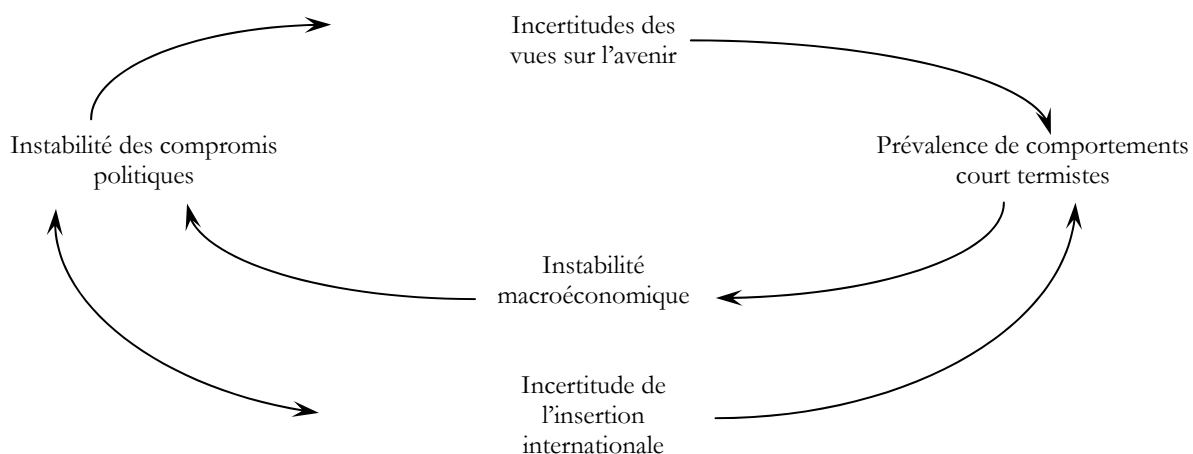 Incertitudes des
vues sur l’avenir
Instabilité des compromis
politiques
Prévalence de comportements
court termistes
Instabilité
macroéconomique
Incertitude de
l’insertion
internationale